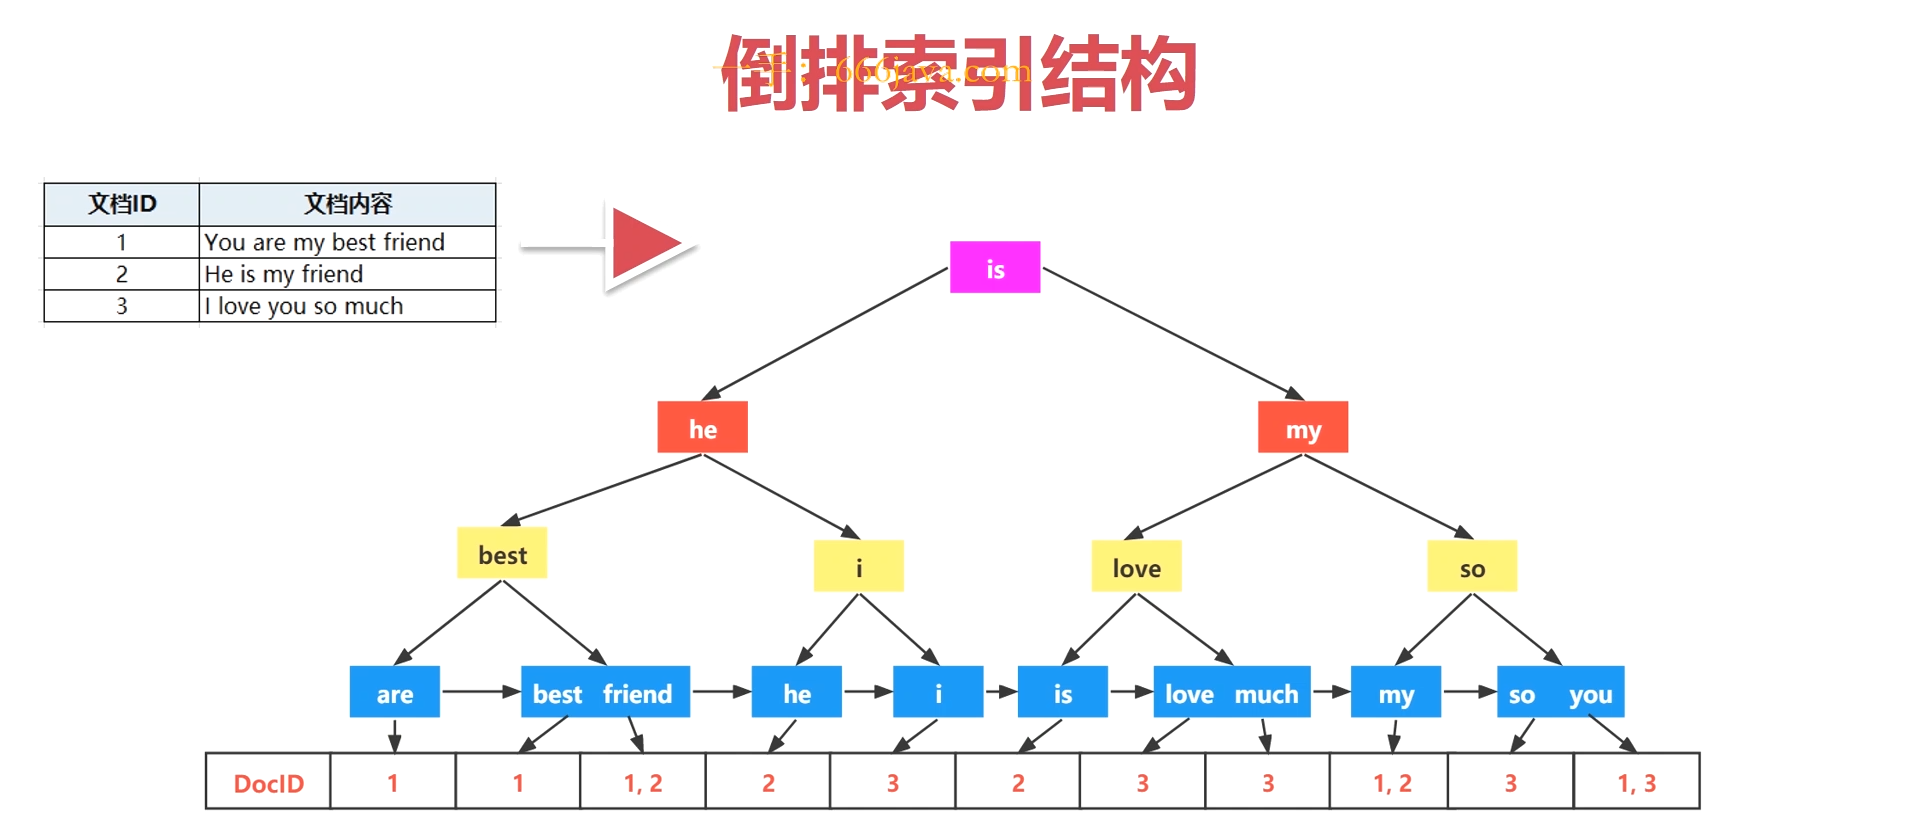 倒排索引结构
一手：666java.com
文档ID 文档内容
1 You are my best friend
2 He is my friend
3 I love you so much
is
he my
best i love so
are best friend he i is love much my so you
DocID 1 1 1, 2 2 3 2 3 3 1, 2 3 1, 3